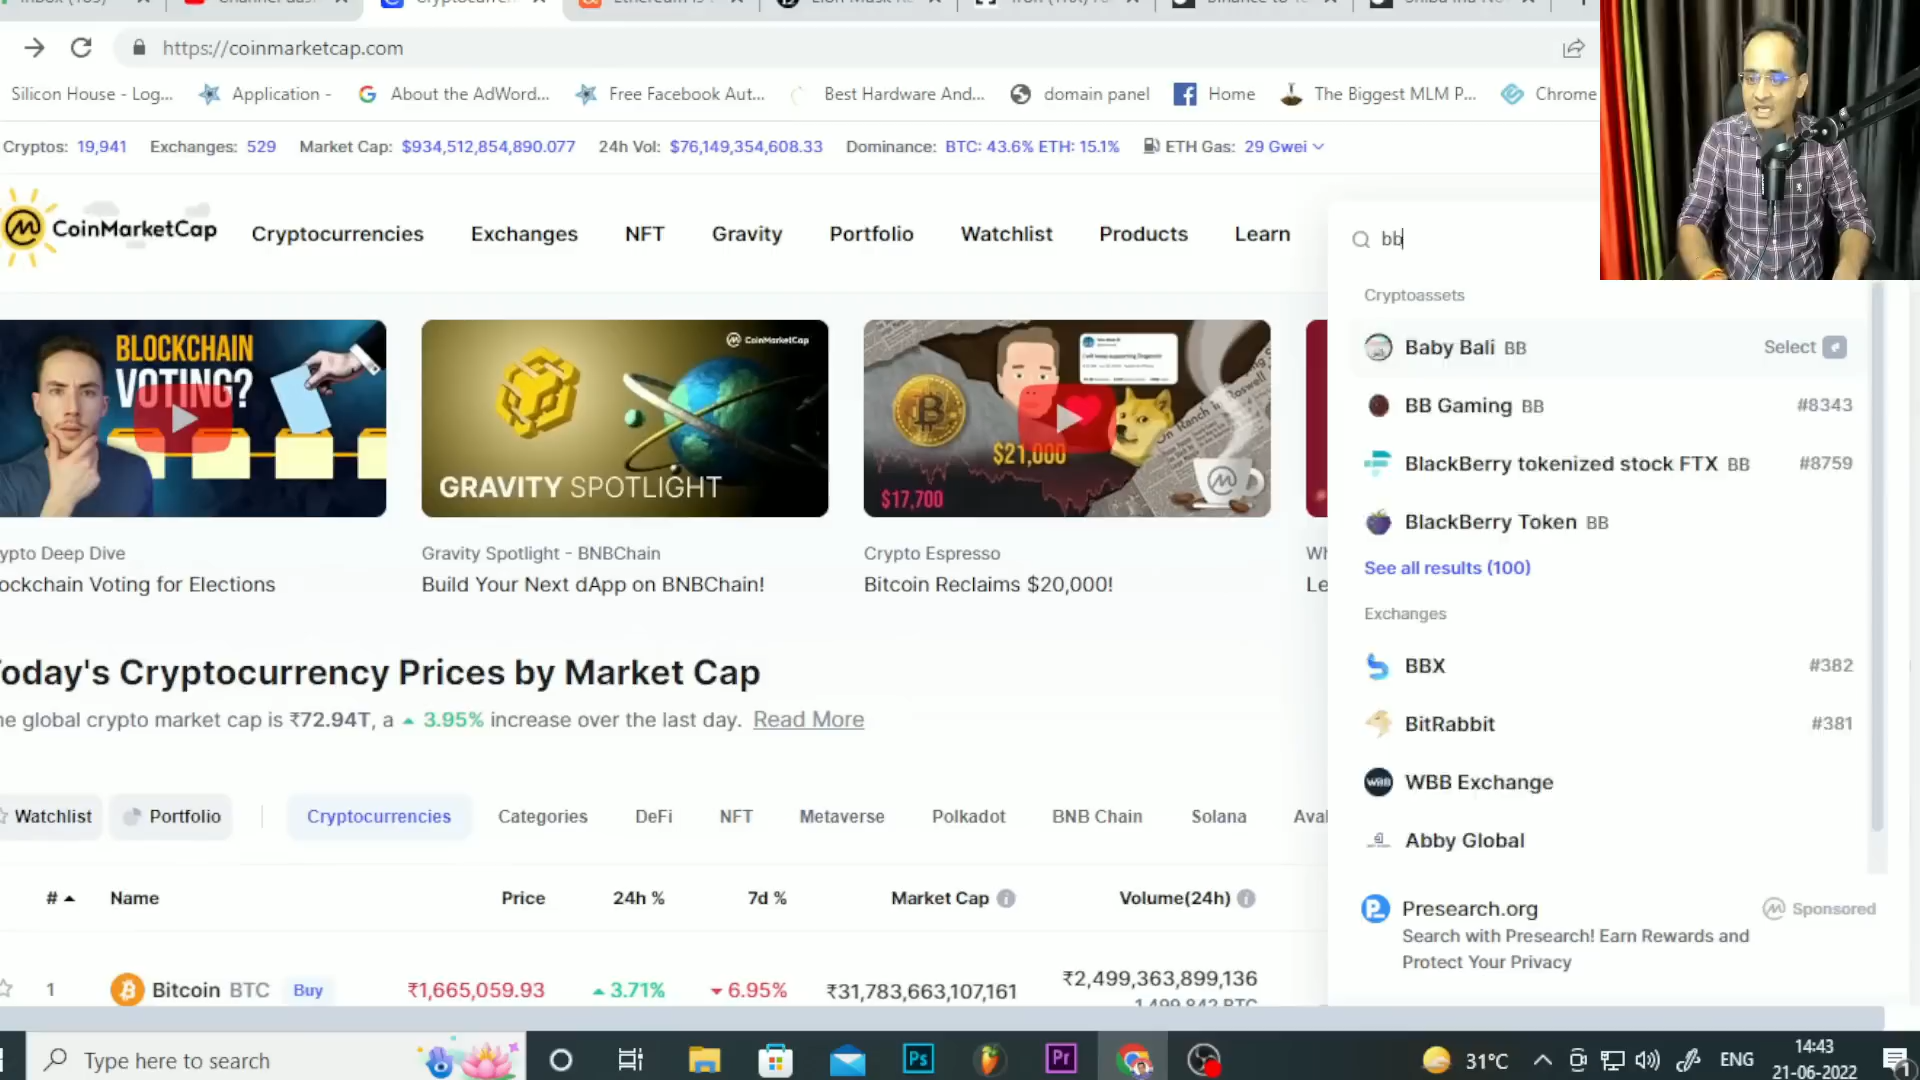 https://coinmarketcap.com
Silicon House - Log... Application - About the AdWord... Free Facebook Aut... Best Hardware And... domain panel Home The Biggest MLM P... Chrome
Cryptos: 19,941 Exchanges: 529 Market Cap: $934,512,854,890.077 24h Vol: $76,149,354,608.33 Dominance: BTC: 43.6% ETH: 15.1% ETH Gas: 29 Gwei
CoinMarketCap Cryptocurrencies Exchanges NFT Gravity Portfolio Watchlist Products Learn
bb
Cryptoassets
Baby Bali BB Select
BB Gaming BB #8343
BlackBerry tokenized stock FTX BB #8759
BlackBerry Token BB
See all results (100)
Exchanges
BBX #382
BitRabbit #381
WBB Exchange
Abby Global
Presearch.org Sponsored
Search with Presearch! Earn Rewards and
Protect Your Privacy
BLOCKCHAIN
VOTING?
CoinMarketCap
GRAVITY SPOTLIGHT
$21,000
$17,700
ypto Deep Dive
ockchain Voting for Elections
Gravity Spotlight - BNBChain
Build Your Next dApp on BNBChain!
Crypto Espresso
Bitcoin Reclaims $20,000!
Wh
Le
oday's Cryptocurrency Prices by Market Cap
he global crypto market cap is ₹72.94T, a 3.95% increase over the last day. Read More
Watchlist Portfolio Cryptocurrencies Categories DeFi NFT Metaverse Polkadot BNB Chain Solana Aval
# Name Price 24h % 7d % Market Cap Volume(24h)
1 Bitcoin BTC Buy ₹1,665,059.93 3.71% 6.95% ₹31,783,663,107,161 ₹2,499,363,899,136
1,499,842 BTC
Type here to search Ps Pr 31°C ENG 14:43
21-06-2022 1